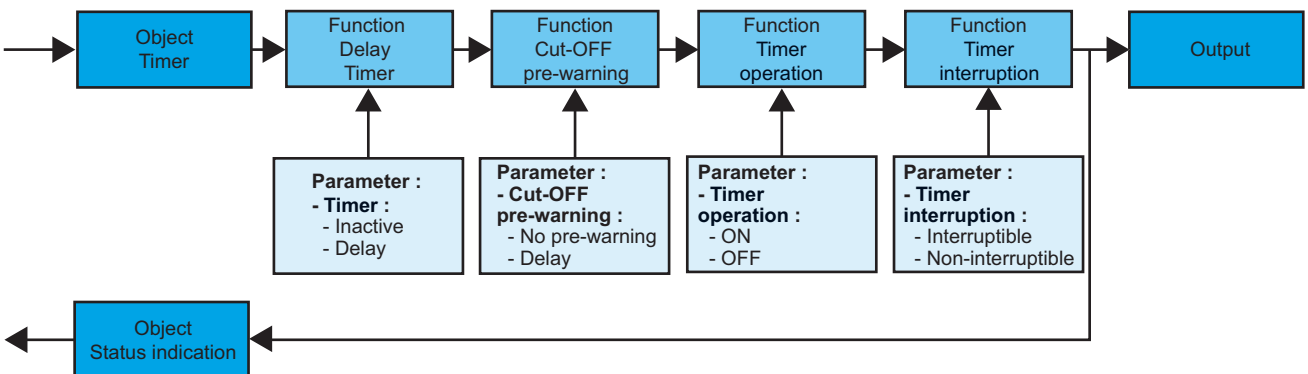 Object
Timer
Function
Delay
Timer
Function
Cut-OFF
pre-warning
Function
Timer
operation
Function
Timer
interruption
Output
Parameter :
- Timer :
- Inactive
- Delay
Parameter :
- Cut-OFF
pre-warning :
- No pre-warning
- Delay
Parameter :
- Timer
operation :
- ON
- OFF
Parameter :
- Timer
interruption :
- Interruptible
- Non-interruptible
Object
Status indication